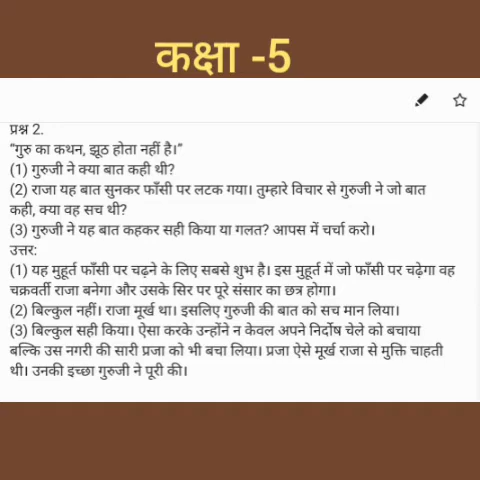 कक्षा -5
प्रश्न 2.
“गुरु का कथन, झूठ होता नहीं है।”
(1) गुरुजी ने क्या बात कही थी?
(2) राजा यह बात सुनकर फाँसी पर लटक गया। तुम्हारे विचार से गुरुजी ने जो बात
कही, क्या वह सच थी?
(3) गुरुजी ने यह बात कहकर सही किया या गलत? आपस में चर्चा करो।
उत्तर:
(1) यह मुहूर्त फाँसी पर चढ़ने के लिए सबसे शुभ है। इस मुहूर्त में जो फाँसी पर चढ़ेगा वह
चक्रवर्ती राजा बनेगा और उसके सिर पर पूरे संसार का छत्र होगा।
(2) बिल्कुल नहीं। राजा मूर्ख था। इसलिए गुरुजी की बात को सच मान लिया।
(3) बिल्कुल सही किया। ऐसा करके उन्होंने न केवल अपने निर्दोष चेले को बचाया
बल्कि उस नगरी की सारी प्रजा को भी बचा लिया। प्रजा ऐसे मूर्ख राजा से मुक्ति चाहती
थी। उनकी इच्छा गुरुजी ने पूरी की।